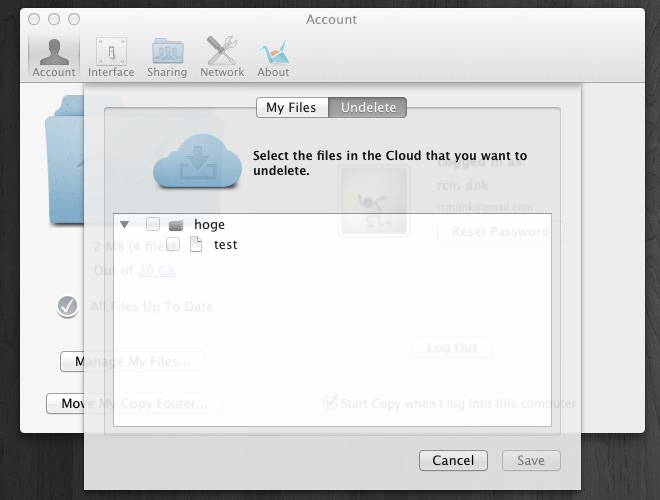 Account
Account Interface Sharing Network About
My Files Undelete
Select the files in the Cloud that you want to
undelete.
Logged in as:
rcm dnk
rcmdnk@gmail.com
Reset Password
hoge
test
2 MB (4 files)
Out of 20 GB
All Files Up To Date
Log Out
Manage My Files...
Move My Copy Folder...
Start Copy when I log into this computer
Cancel Save